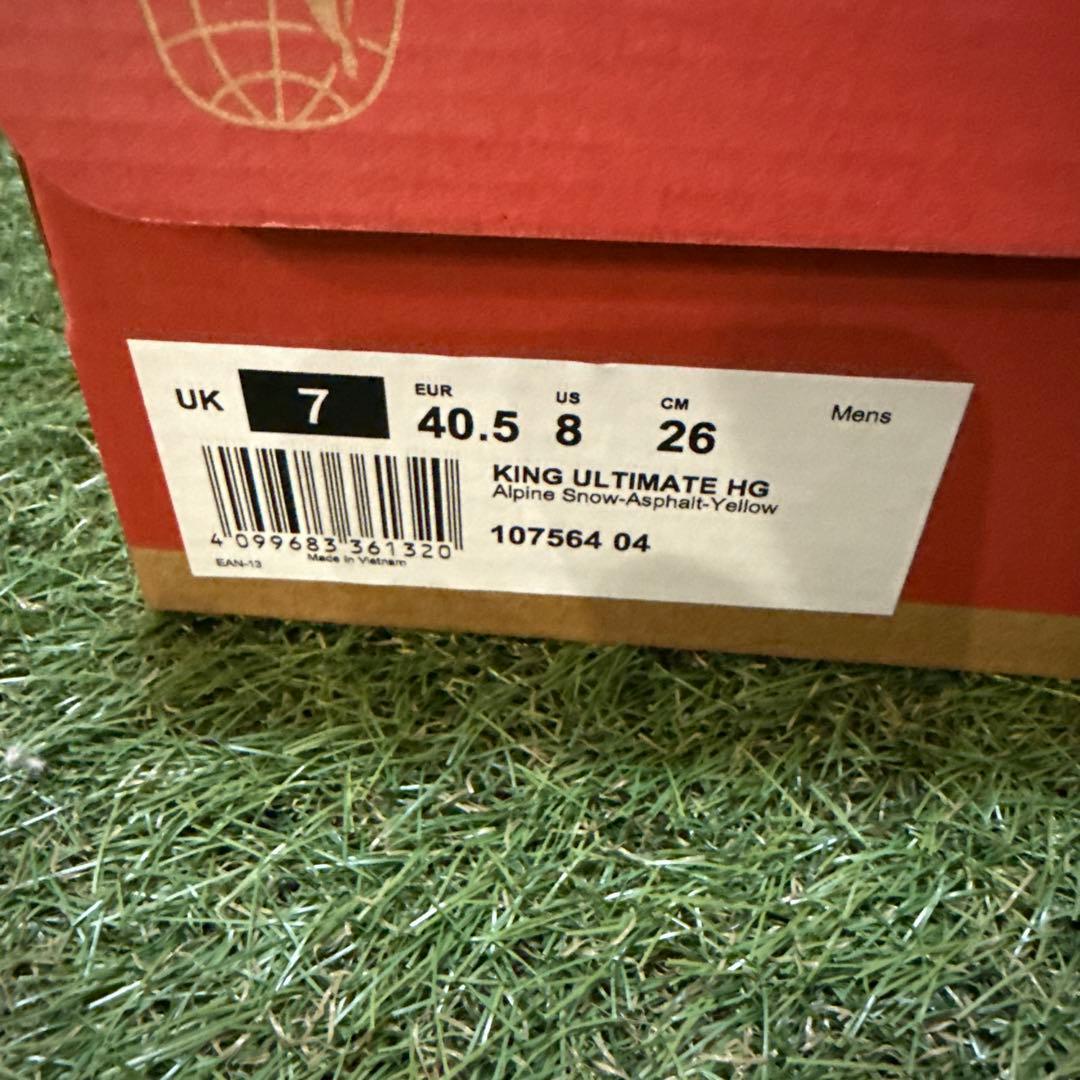 UK 7 EUR 40.5 US 8 CM 26 Mens
KING ULTIMATE HG
Alpine Snow-Asphalt-Yellow
107564 04
4 099683 361320
EAN-13 Made in Vietnam